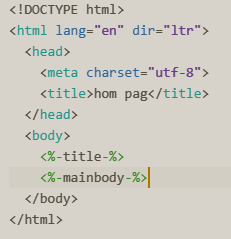 <!DOCTYPE html>
<html lang="en" dir="ltr">
  <head>
    <meta charset="utf-8">
    <title>hom pag</title>
  </head>
  <body>
    <%-title-%>
    <%-mainbody-%>
  </body>
</html>